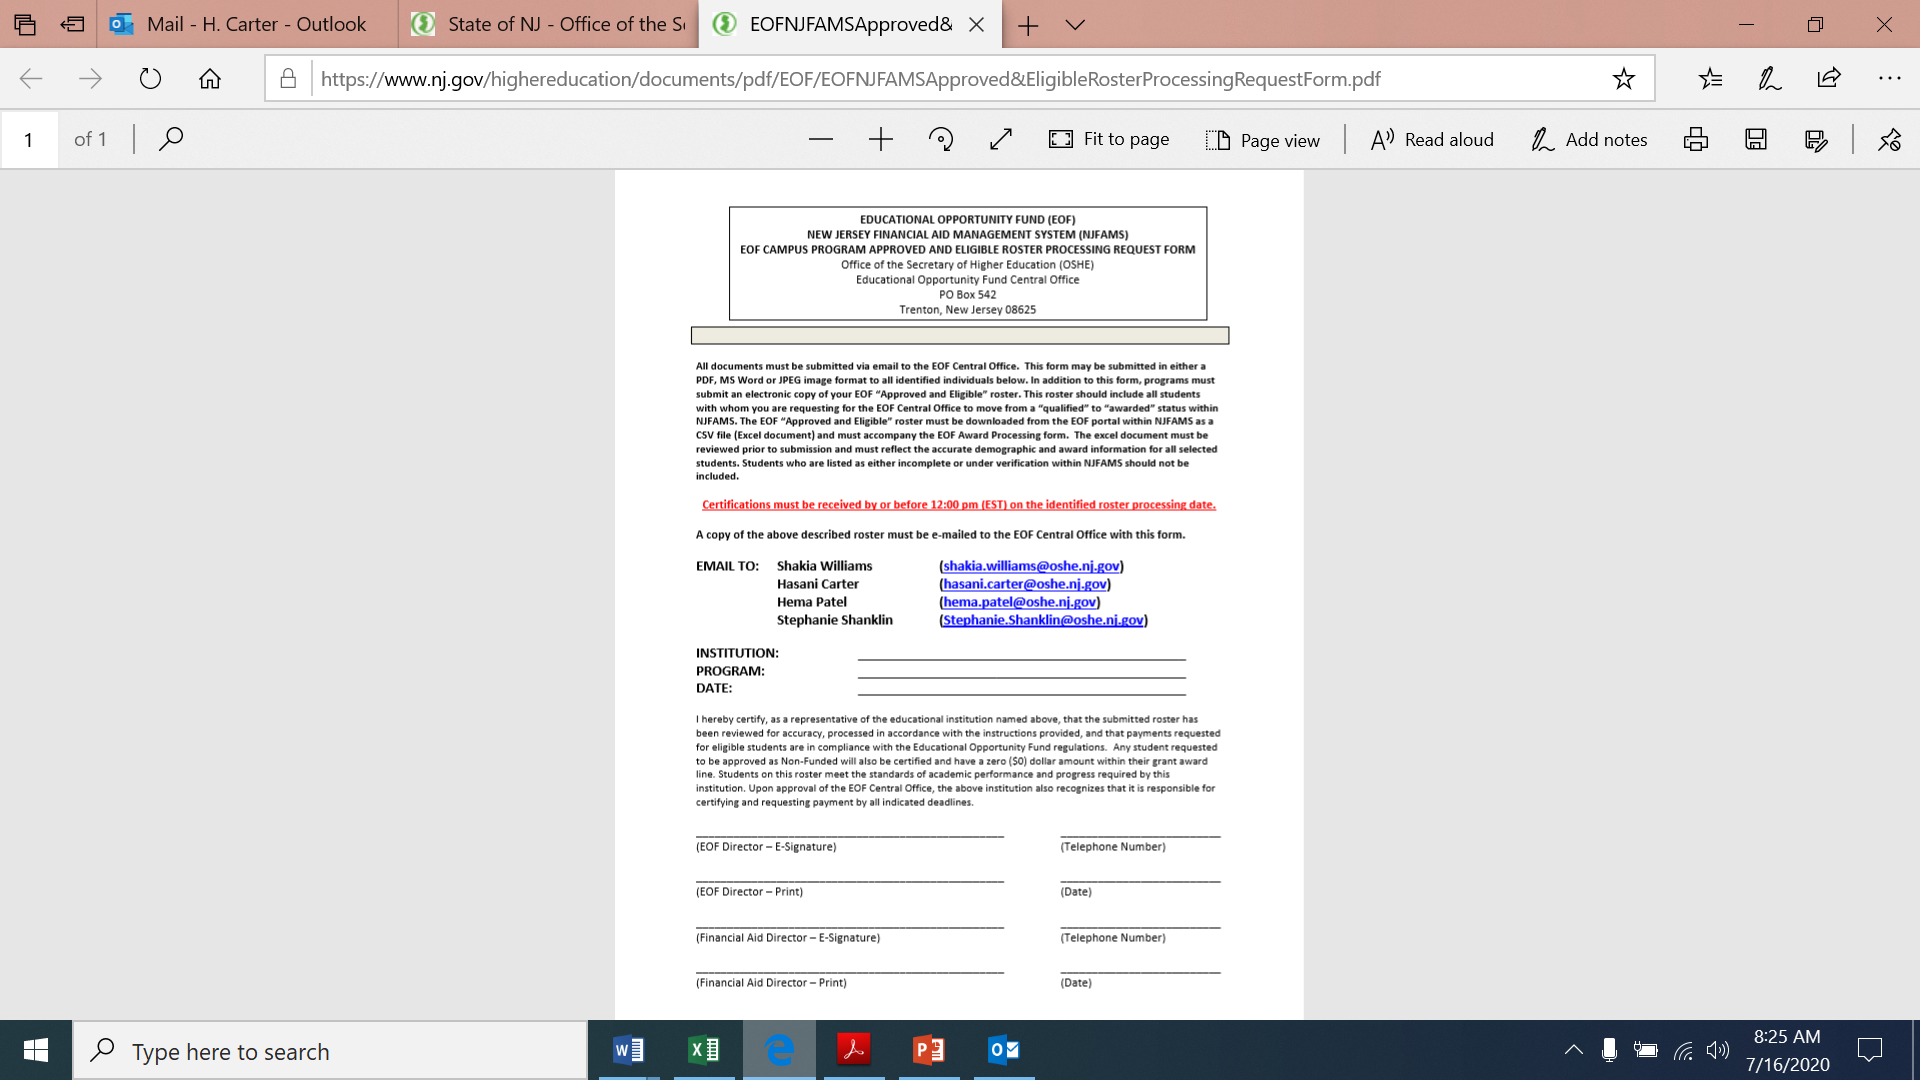 Mail - H. Carter - Outlook
State of NJ - Office of the Se
EOFNJFAMSApproved&
https://www.nj.gov/highereducation/documents/pdf/EOF/EOFNJFAMSApproved&EligibleRosterProcessingRequestForm.pdf
1 of 1
Fit to page
Page view
Read aloud
Add notes
EDUCATIONAL OPPORTUNITY FUND (EOF)
NEW JERSEY FINANCIAL AID MANAGEMENT SYSTEM (NJFAMS)
EOF CAMPUS PROGRAM APPROVED AND ELIGIBLE ROSTER PROCESSING REQUEST FORM
Office of the Secretary of Higher Education (OSHE)
Educational Opportunity Fund Central Office
PO Box 542
Trenton, New Jersey 08625
All documents must be submitted via email to the EOF Central Office.  This form may be submitted in either a
PDF, MS Word or JPEG image format to all identified individuals below. In addition to this form, programs must
submit an electronic copy of your EOF “Approved and Eligible” roster. This roster should include all students
with whom you are requesting for the EOF Central Office to move from a “qualified” to “awarded” status within
NJFAMS. The EOF “Approved and Eligible” roster must be downloaded from the EOF portal within NJFAMS as a
CSV file (Excel document) and must accompany the EOF Award Processing form.  The excel document must be
reviewed prior to submission and must reflect the accurate demographic and award information for all selected
students. Students who are listed as either incomplete or under verification within NJFAMS should not be
included.
Certifications must be received by or before 12:00 pm (EST) on the identified roster processing date.
A copy of the above described roster must be e-mailed to the EOF Central Office with this form.
EMAIL TO: Shakia Williams (shakia.williams@oshe.nj.gov)
Hasani Carter (hasani.carter@oshe.nj.gov)
Hema Patel (hema.patel@oshe.nj.gov)
Stephanie Shanklin (Stephanie.Shanklin@oshe.nj.gov)
INSTITUTION:
PROGRAM:
DATE:
I hereby certify, as a representative of the educational institution named above, that the submitted roster has
been reviewed for accuracy, processed in accordance with the instructions provided, and that payments requested
for eligible students are in compliance with the Educational Opportunity Fund regulations.  Any student requested
to be approved as Non-Funded will also be certified and have a zero ($0) dollar amount within their grant award
line. Students on this roster meet the standards of academic performance and progress required by this
institution. Upon approval of the EOF Central Office, the above institution also recognizes that it is responsible for
certifying and requesting payment by all indicated deadlines.
(EOF Director – E-Signature) (Telephone Number)
(EOF Director – Print) (Date)
(Financial Aid Director – E-Signature) (Telephone Number)
(Financial Aid Director – Print) (Date)
Type here to search
8:25 AM
7/16/2020